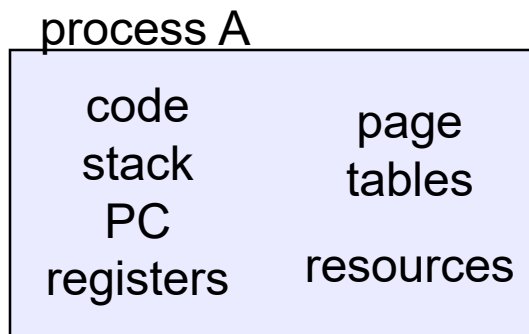 process A
code
stack
PC
registers
page
tables
resources